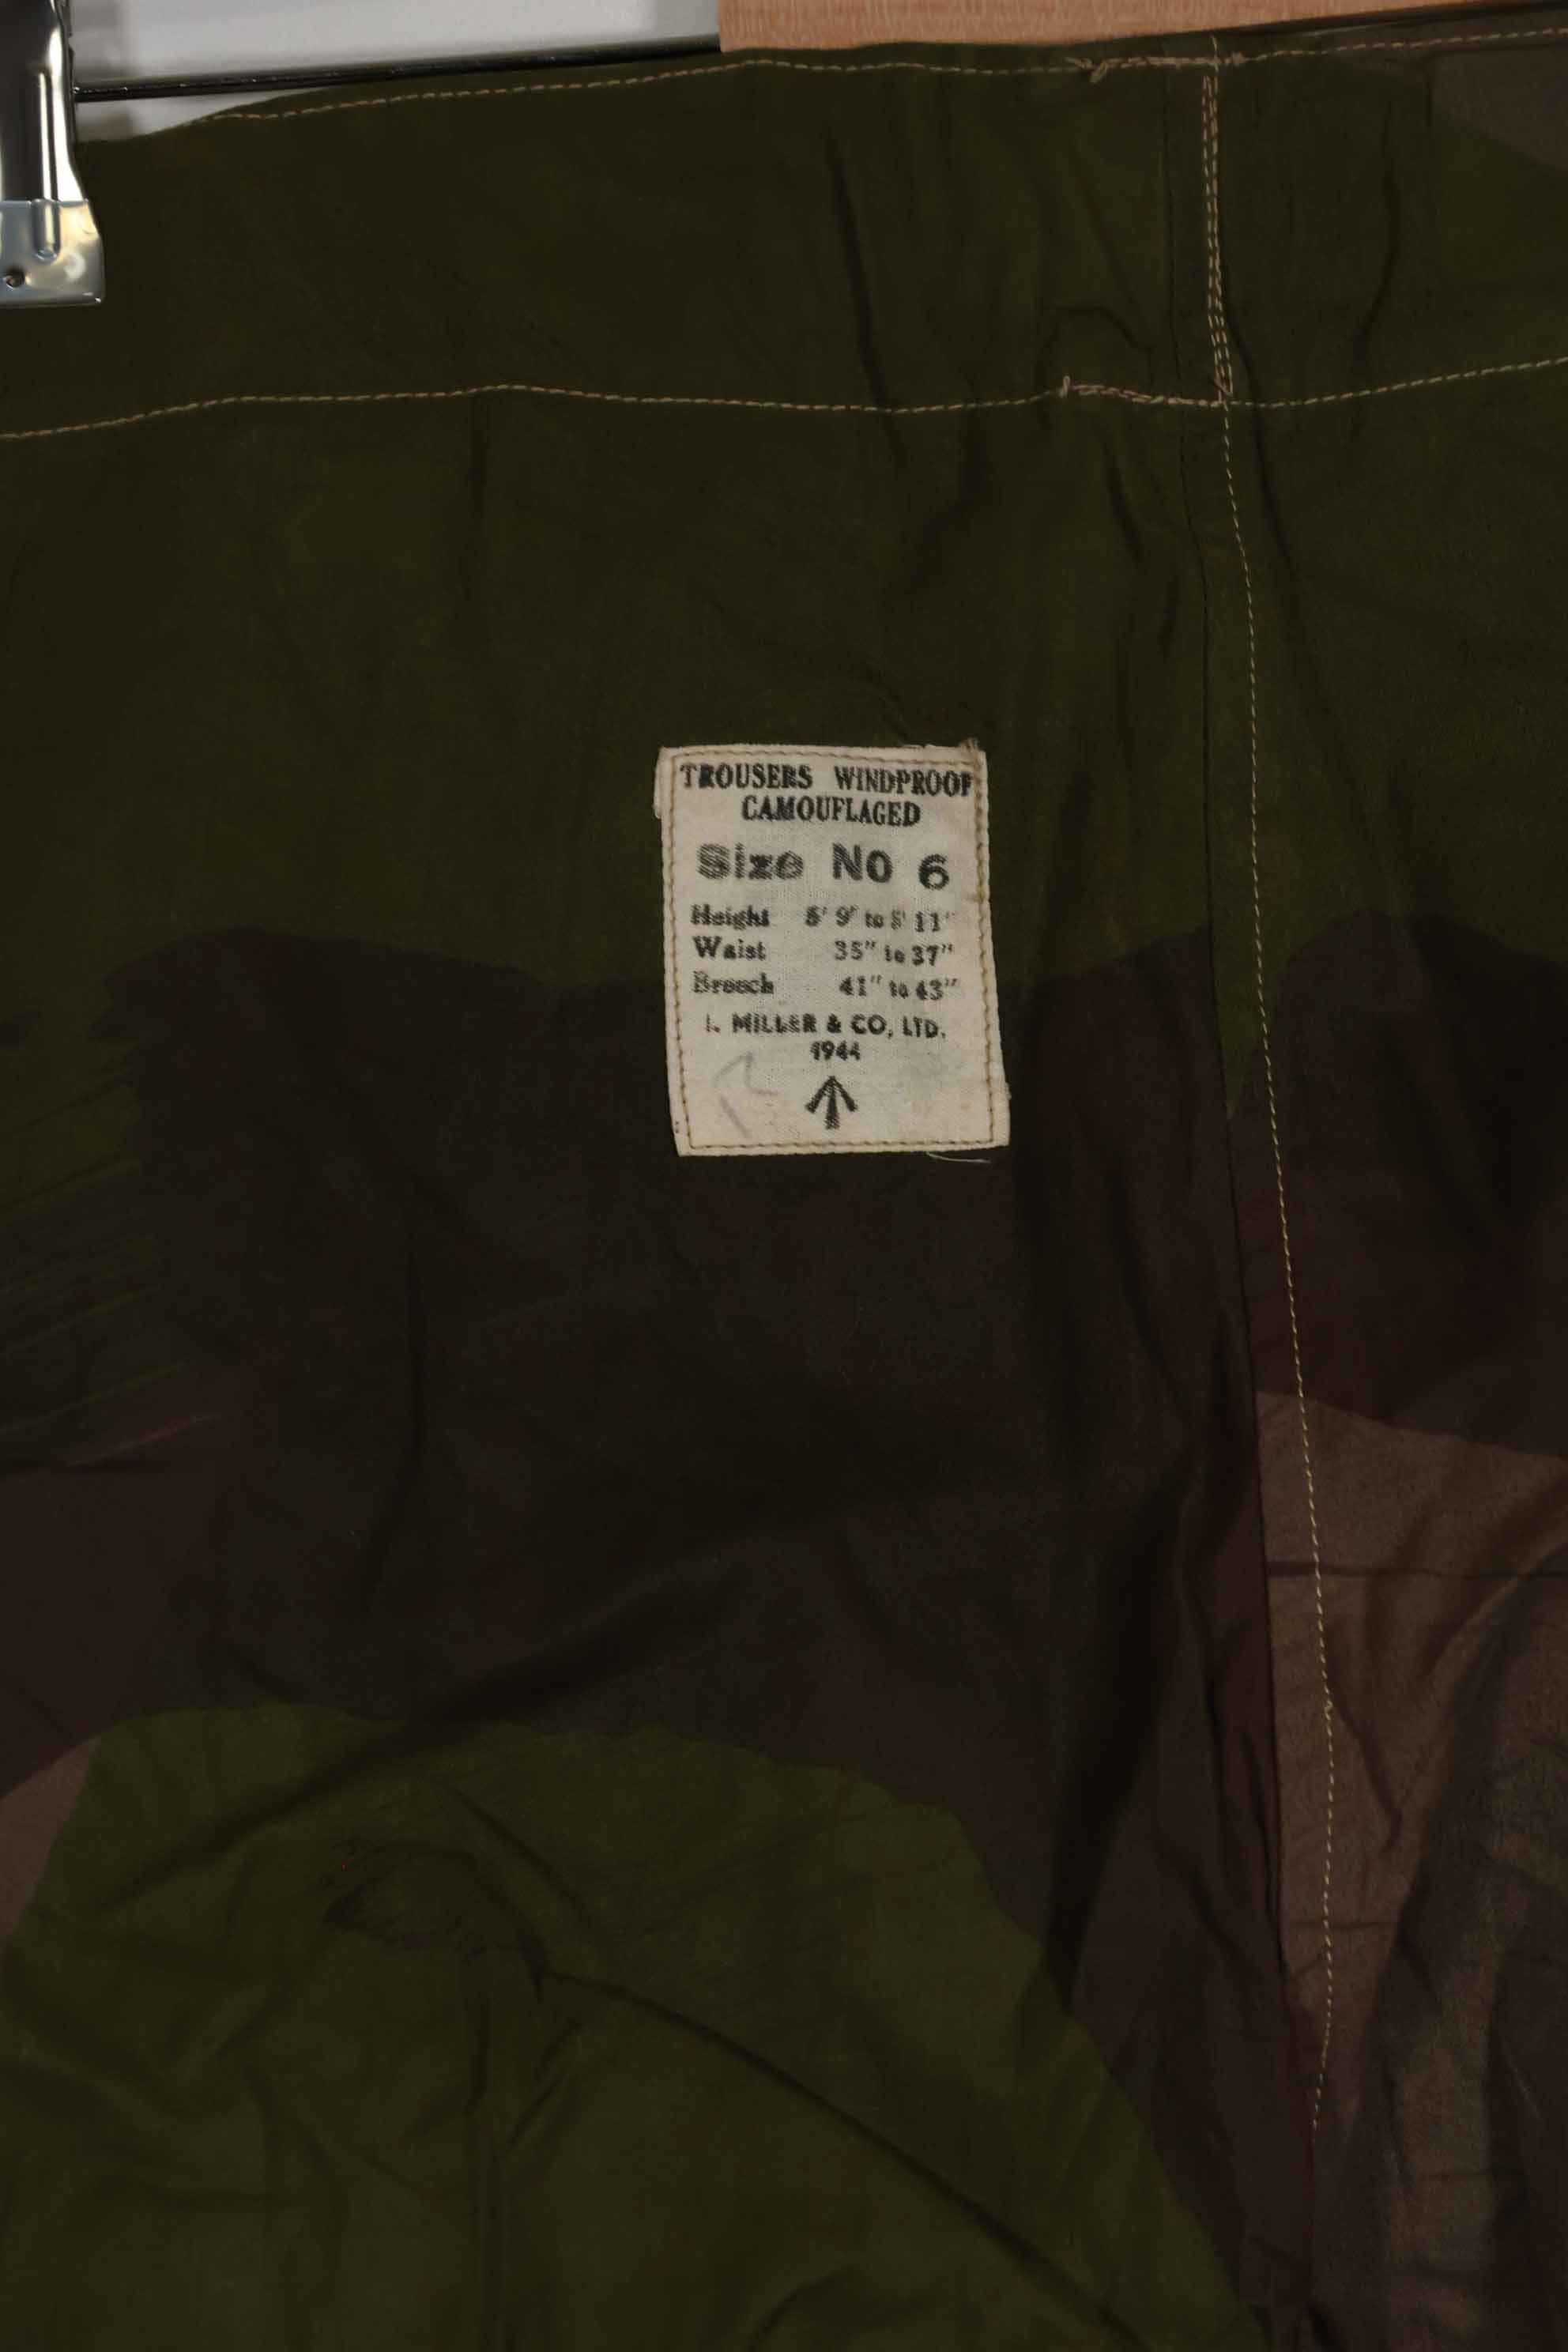 TROUSERS WINDPROOF
CAMOUFLAGED
Size No 6
Height 5' 9" to 5' 11"
Waist 35" to 37"
Breech 41" to 43"
MILLER & CO, LTD.
1944